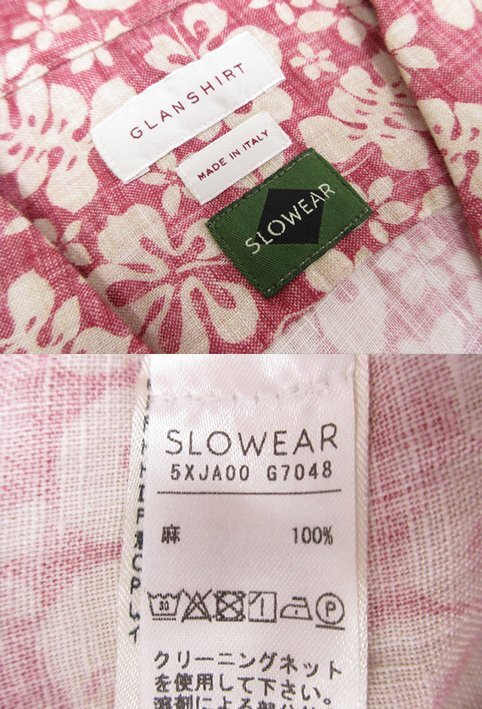 GLANSHIRT
MADE IN ITALY
SLOWEAR
SLOWEAR
5XJA00 G7048
麻 100%
30
P
クリーニングネット
を使用して下さい。